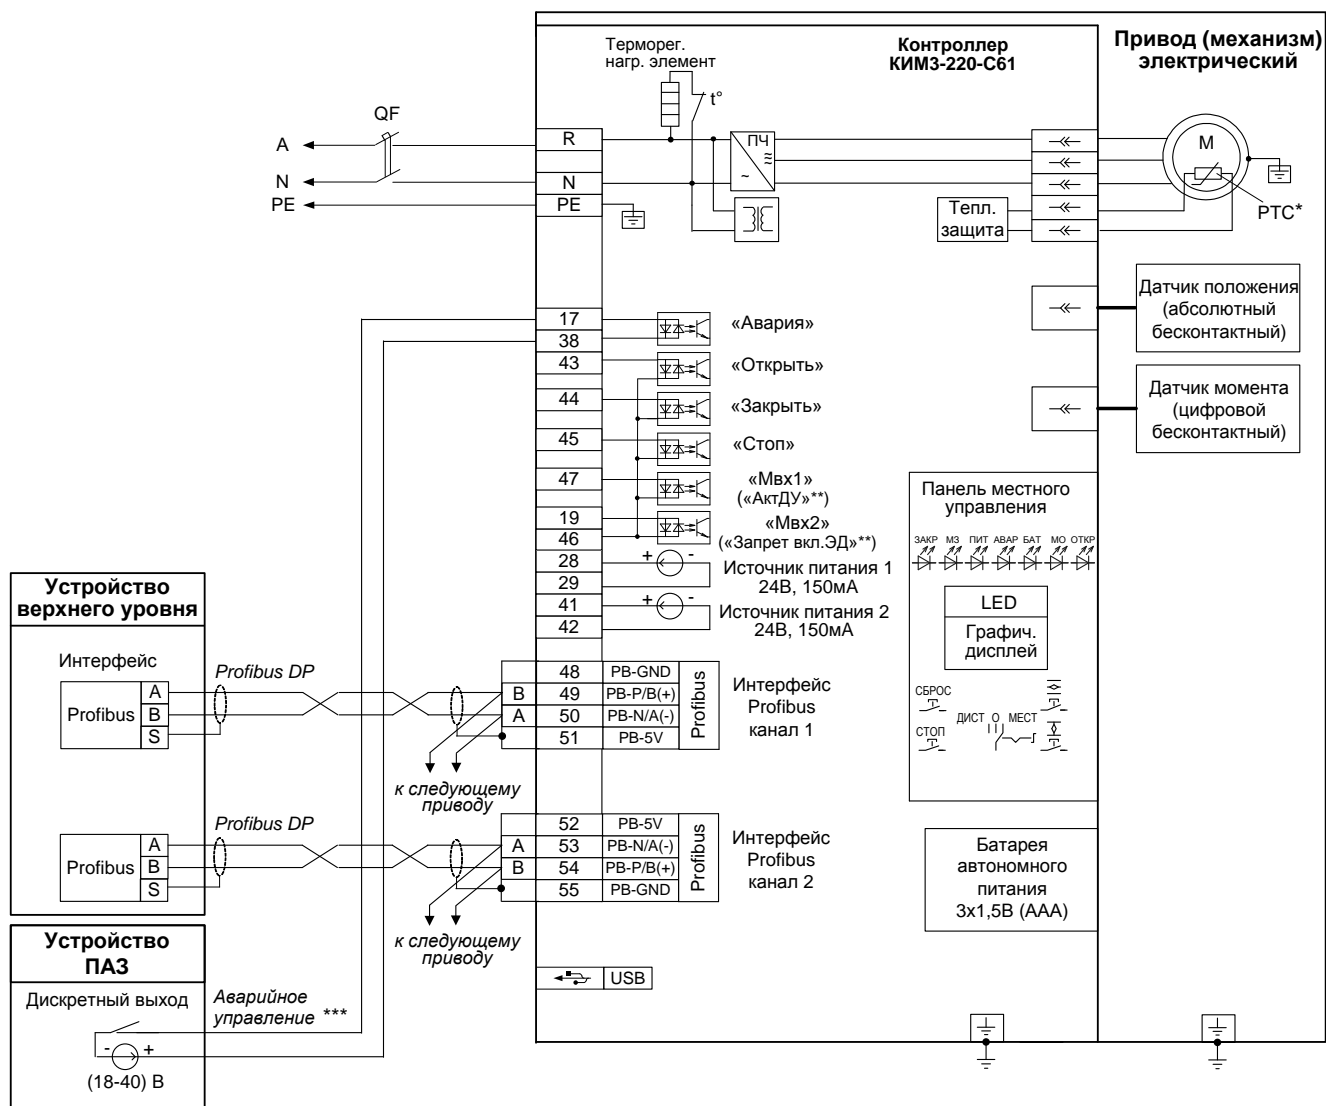 Терморег.
нагр. элемент
t°
Контроллер
КИМ3-220-С61
Привод (механизм)
электрический
QF
A
N
PE
R
N
PE
ПЧ
≈
~
M
PTC*
Тепл.
защита
Датчик положения
(абсолютный
бесконтактный)
Датчик момента
(цифровой
бесконтактный)
17
38
43
44
45
47
19
46
28
29
41
42
«Авария»
«Открыть»
«Закрыть»
«Стоп»
«Мвх1»
(«АктДУ»**)
«Мвх2»
(«Запрет вкл.ЭД»**)
+ -
Источник питания 1
24В, 150мА
+ -
Источник питания 2
24В, 150мА
Панель местного
управления
ЗАКР МЗ ПИТ АВАР БАТ МО ОТКР
LED
Графич.
дисплей
СБРОС
СТОП
ДИСТ О МЕСТ
Устройство
верхнего уровня
Интерфейс
Profibus
A
B
S
Profibus DP
B
A
48 PB-GND
49 PB-P/B(+)
50 PB-N/A(-)
51 PB-5V
Profibus
Интерфейс
Profibus
канал 1
к следующему
приводу
Profibus
A
B
S
Profibus DP
A
B
52 PB-5V
53 PB-N/A(-)
54 PB-P/B(+)
55 PB-GND
Profibus
Интерфейс
Profibus
канал 2
к следующему
приводу
Батарея
автономного
питания
3х1,5В (ААА)
USB
Устройство
ПАЗ
Дискретный выход
- +
(18-40) В
Аварийное
управление ***